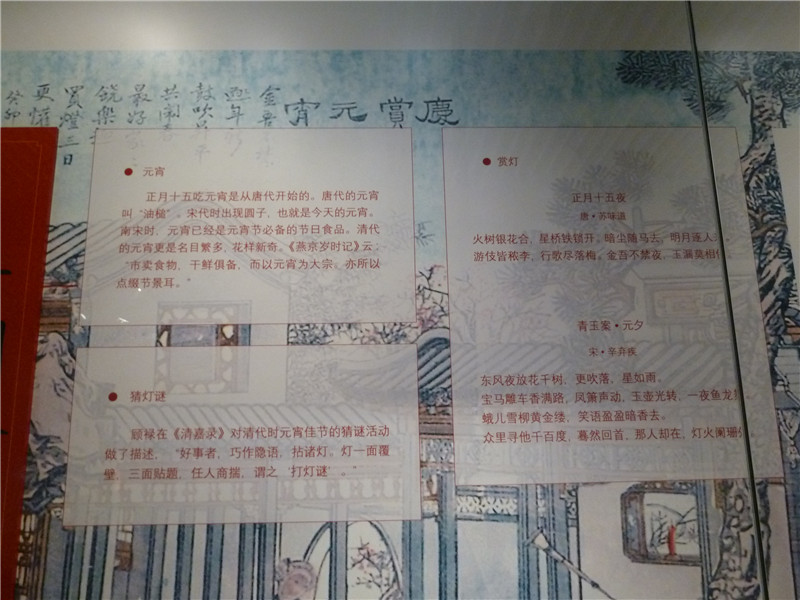 慶賞元宵
● 元宵
正月十五吃元宵是从唐代开始的。唐代的元宵
叫“油䭔”。宋代时出现圆子，也就是今天的元宵。
南宋时，元宵已经是元宵节必备的节日食品。清代
的元宵更是名目繁多，花样新奇。《燕京岁时记》云：
“市卖食物，干鲜俱备，而以元宵为大宗。亦所以
点缀节景耳。”
● 猜灯谜
顾禄在《清嘉录》对清代时元宵佳节的猜谜活动
做了描述，“好事者，巧作隐语，拈诸灯。灯一面覆
壁，三面贴题，任人商揣，谓之‘打灯谜’。”
● 赏灯
正月十五夜
唐·苏味道
火树银花合，星桥铁锁开。暗尘随马去，明月逐人
游伎皆秾李，行歌尽落梅。金吾不禁夜，玉漏莫相
青玉案·元夕
宋·辛弃疾
东风夜放花千树，更吹落，星如雨。
宝马雕车香满路，凤箫声动，玉壶光转，一夜鱼龙
蛾儿雪柳黄金缕，笑语盈盈暗香去。
众里寻他千百度，蓦然回首，那人却在，灯火阑珊
買燈三日
更
癸卯